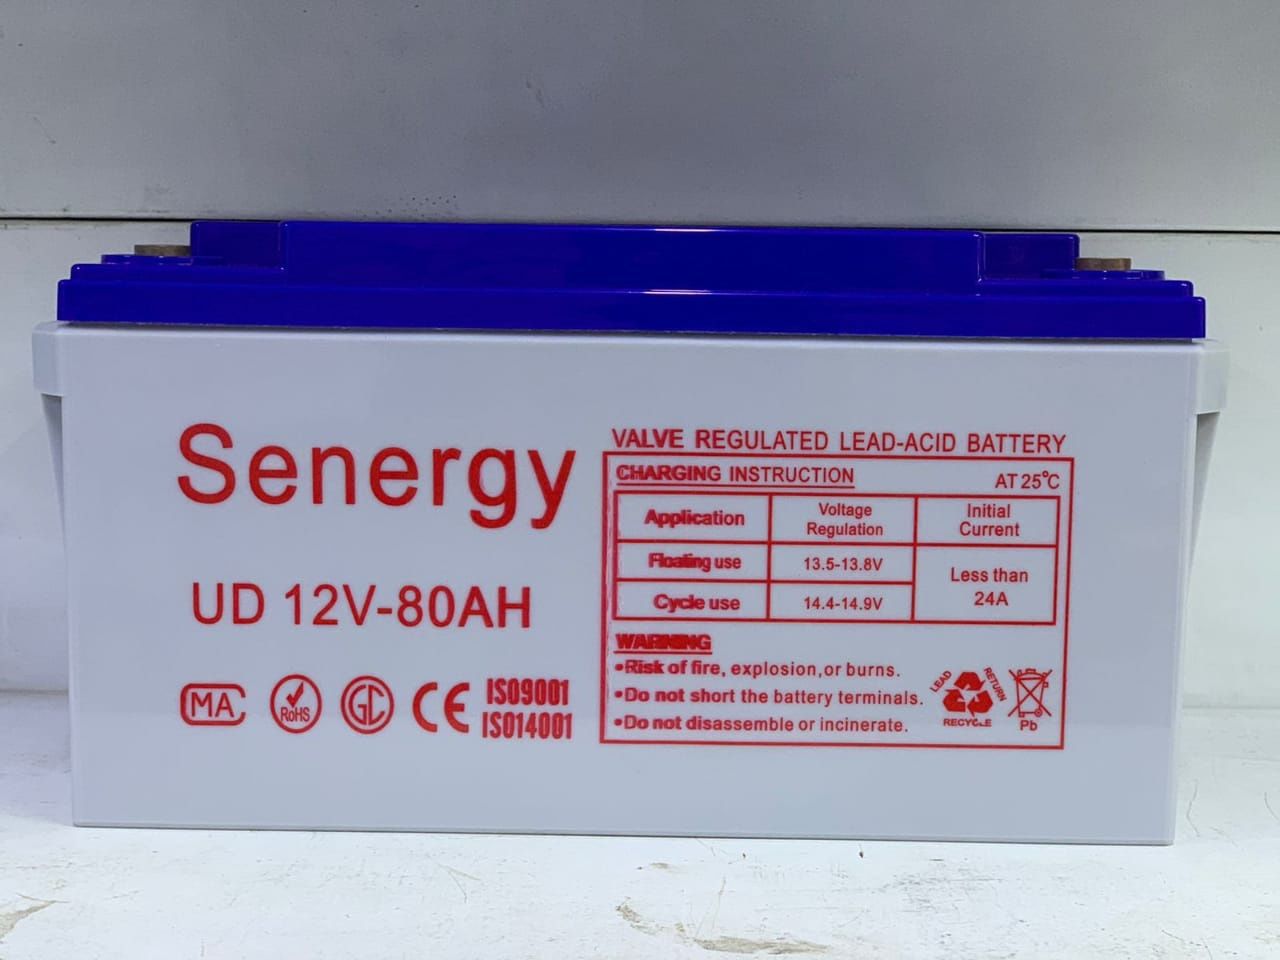 Senergy
UD 12V-80AH
MA
RoHS
GC
CE
ISO9001
ISO14001
VALVE REGULATED LEAD-ACID BATTERY
CHARGING INSTRUCTION AT 25℃
Application Voltage Regulation Initial Current
Floating use 13.5-13.8V Less than 24A
Cycle use 14.4-14.9V
WARNING
•Risk of fire, explosion, or burns.
•Do not short the battery terminals.
•Do not disassemble or incinerate.
LEAD RETURN
RECYCLE
Pb